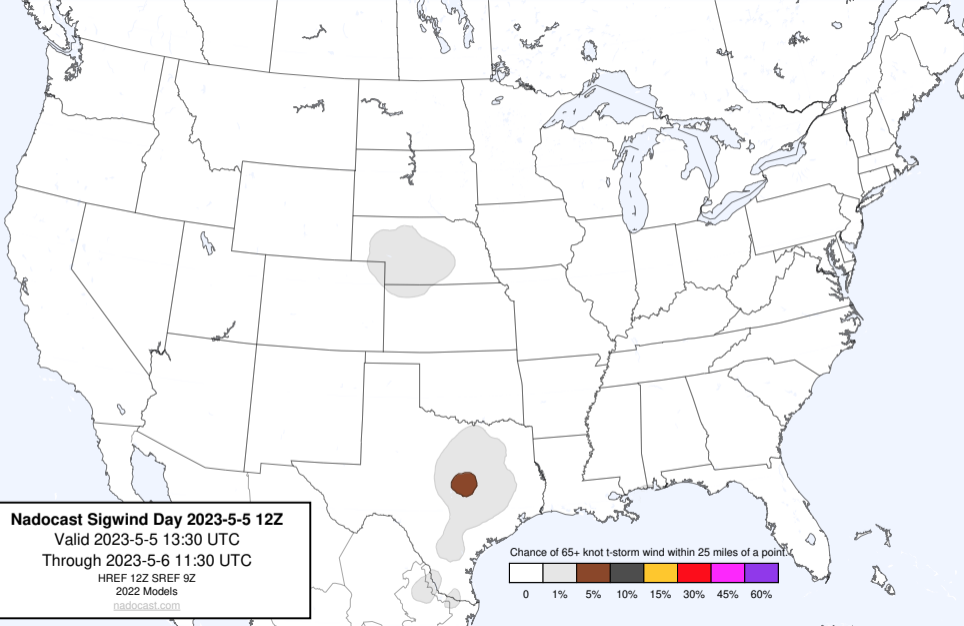 Nadocast Sigwind Day 2023-5-5 12Z
Valid 2023-5-5 13:30 UTC
Through 2023-5-6 11:30 UTC
HREF 12Z SREF 9Z
2022 Models
nadocast.com
Chance of 65+ knot t-storm wind within 25 miles of a point.
0 1% 5% 10% 15% 30% 45% 60%